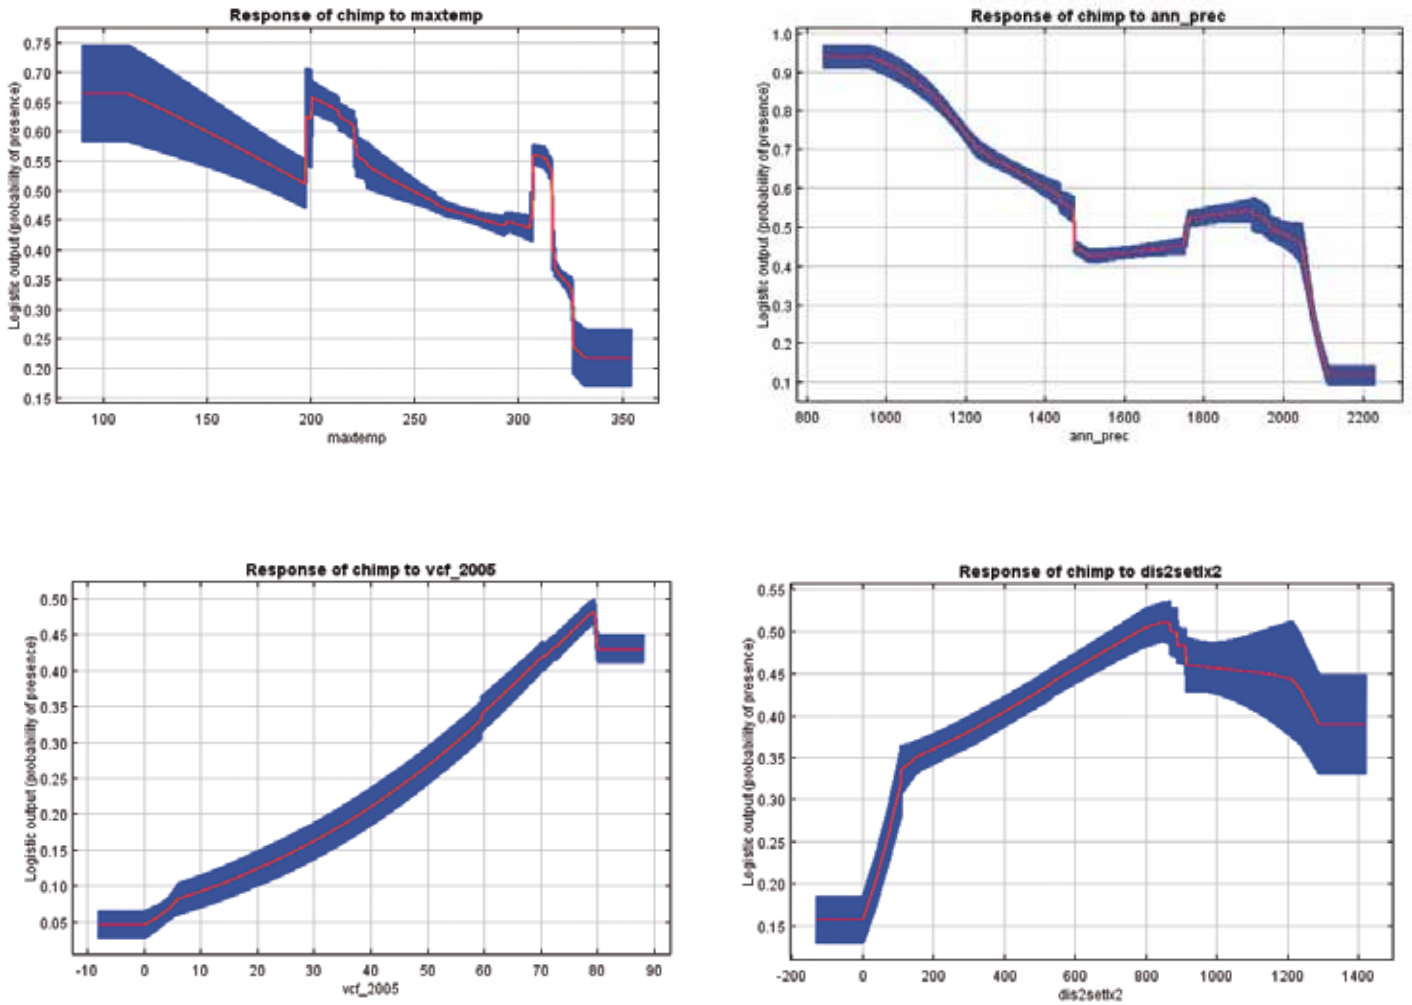 Response of chimp to maxtemp
Logistic output (probability of presence)
0.75
0.70
0.65
0.60
0.55
0.50
0.45
0.40
0.35
0.30
0.25
0.20
0.15
100 150 200 250 300 350
maxtemp
Response of chimp to ann_prec
Logistic output (probability of presence)
1.0
0.9
0.8
0.7
0.6
0.5
0.4
0.3
0.2
0.1
800 1000 1200 1400 1600 1800 2000 2200
ann_prec
Response of chimp to vcf_2005
Logistic output (probability of presence)
0.50
0.45
0.40
0.35
0.30
0.25
0.20
0.15
0.10
0.05
-10 0 10 20 30 40 50 60 70 80 90
vcf_2005
Response of chimp to dis2setlx2
Logistic output (probability of presence)
0.55
0.50
0.45
0.40
0.35
0.30
0.25
0.20
0.15
-200 0 200 400 600 800 1000 1200 1400
dis2setlx2